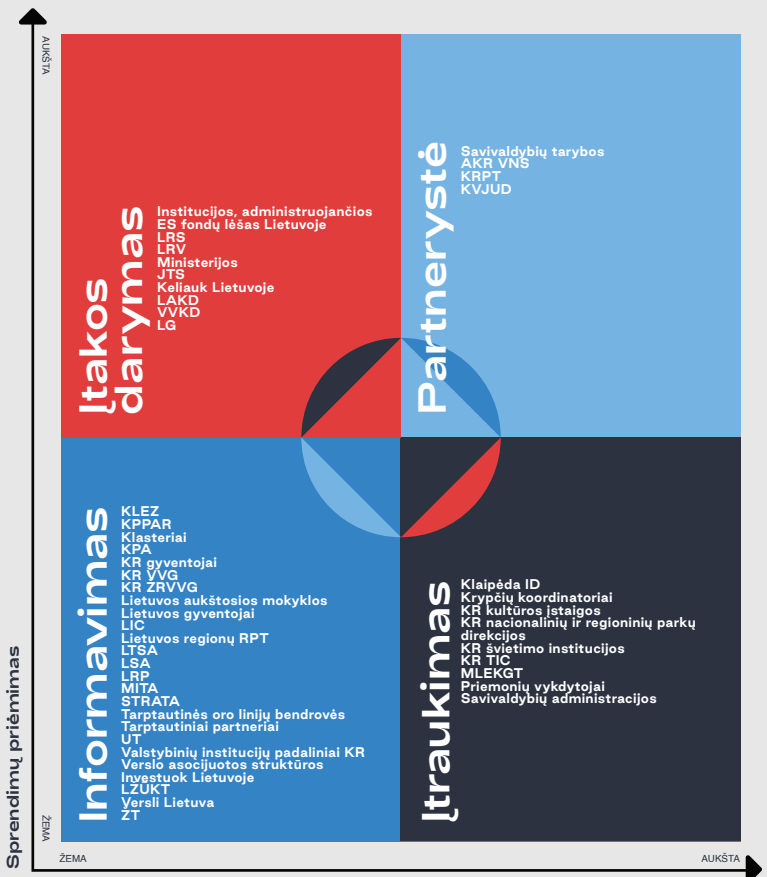 AUKŠTA
Įtakos
darymas
Institucijos, administruojančios
ES fondų lėšas Lietuvoje
LRS
LRV
Ministerijos
JTS
Keliauk Lietuvoje
LAKD
VVKD
LG
Partnerystė
Savivaldybių tarybos
AKR VNS
KRPT
KVJUD
Informavimas
KLEZ
KPPAR
Klasteriai
KPA
KR gyventojai
KR VVG
KR ŽRVVG
Lietuvos aukštosios mokyklos
Lietuvos gyventojai
LIC
Lietuvos regionų RPT
LTSA
LSA
LRP
MITA
STRATA
Tarptautinės oro linijų bendrovės
Tarptautiniai partneriai
UT
Valstybinių institucijų padaliniai KR
Verslo asocijuotos struktūros
Investuok Lietuvoje
LŽŪKT
Versli Lietuva
ŽT
Įtraukimas
Klaipėda ID
Krypčių koordinatoriai
KR kultūros įstaigos
KR nacionalinių ir regioninių parkų
direkcijos
KR švietimo institucijos
KR TIC
MLEKGT
Priemonių vykdytojai
Savivaldybių administracijos
Sprendimų priėmimas
ŽEMA
ŽEMA
AUKŠTA